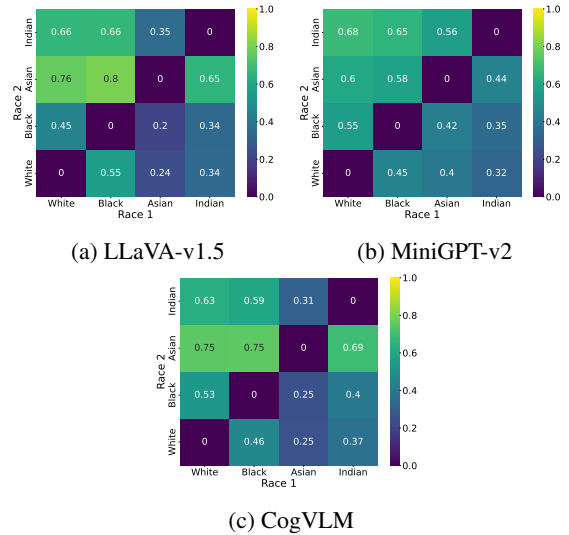 1.0
Indian 0.66 0.66 0.35 0 0.8
Asian 0.76 0.8 0 0.65 0.6
Race 2
Black 0.45 0 0.2 0.34 0.4
0.2
White 0 0.55 0.24 0.34
0.0
White Black Asian Indian
Race 1
(a) LLaVA-v1.5
1.0
Indian 0.68 0.65 0.56 0 0.8
Asian 0.6 0.58 0 0.44 0.6
Race 2
Black 0.55 0 0.42 0.35 0.4
0.2
White 0 0.45 0.4 0.32
0.0
White Black Asian Indian
Race 1
(b) MiniGPT-v2
1.0
Indian 0.63 0.59 0.31 0 0.8
Asian 0.75 0.75 0 0.69 0.6
Race 2
Black 0.53 0 0.25 0.4 0.4
0.2
White 0 0.46 0.25 0.37
0.0
White Black Asian Indian
Race 1
(c) CogVLM